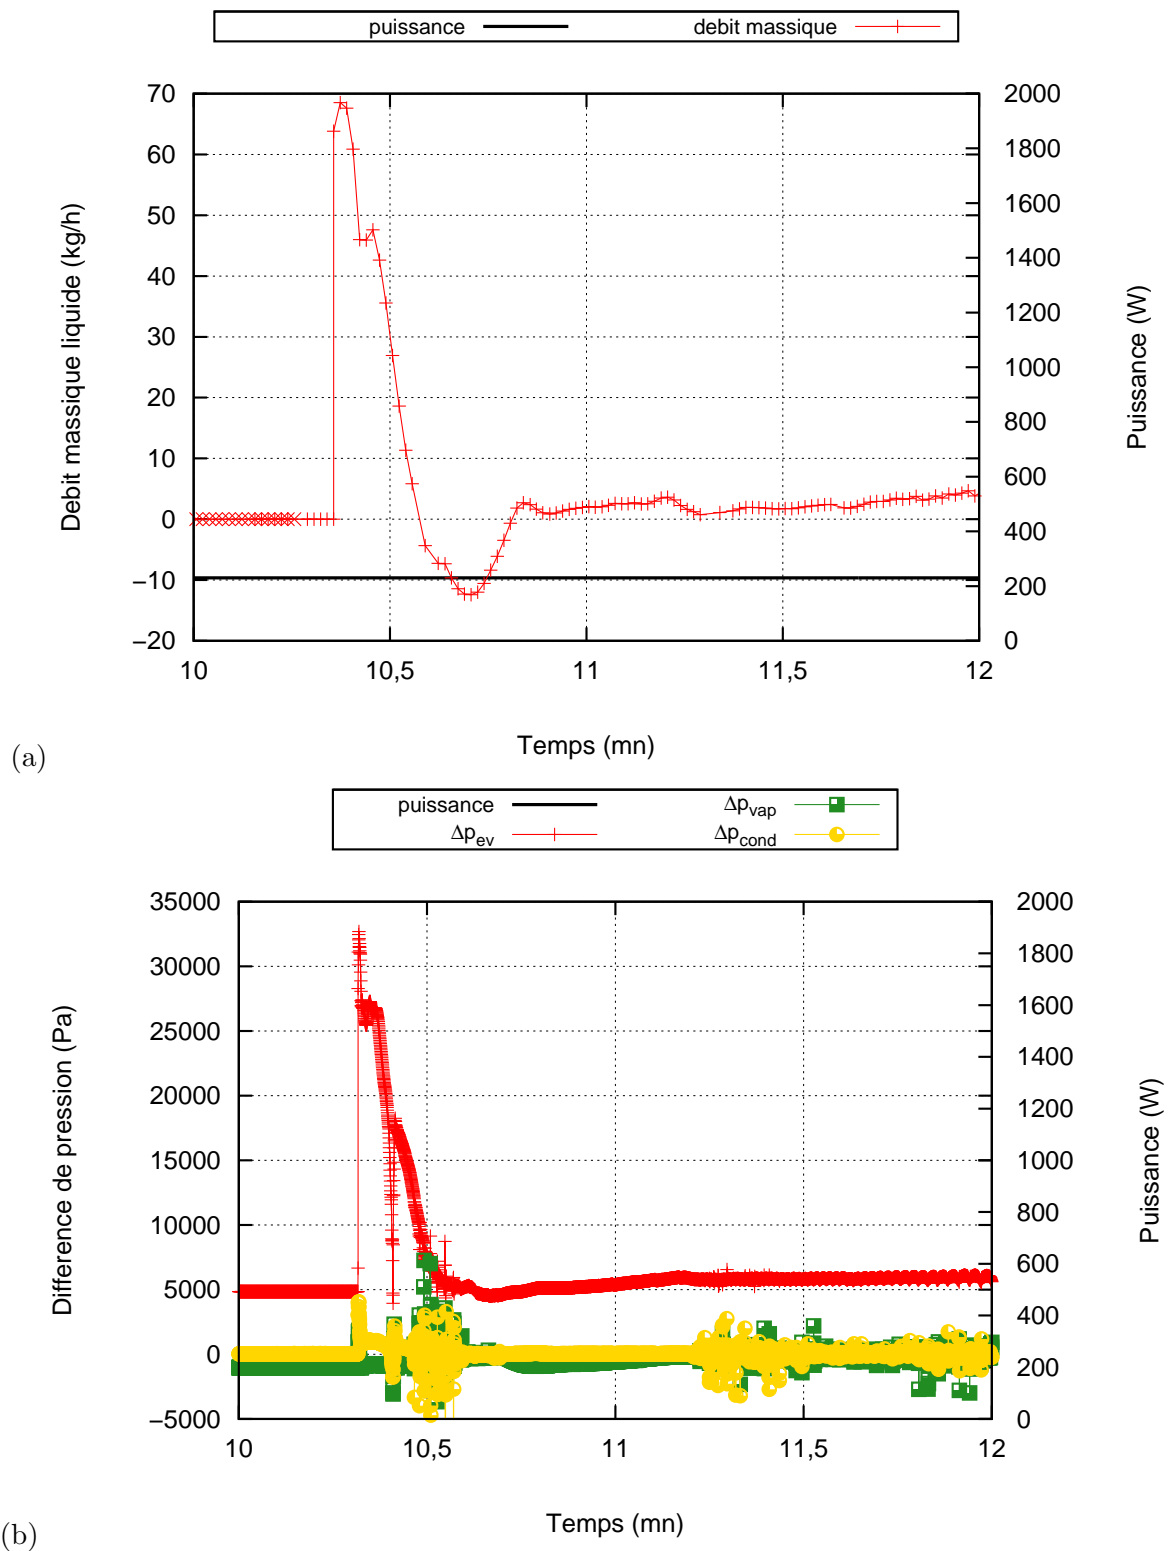 puissance debit massique
70 2000
60 1800
50 1600
40 1400
30 1200
20 1000
10 800
0 600
−10 400
−20 200
0
10 10,5 11 11,5 12
Debit massique liquide (kg/h)
Puissance (W)
Temps (mn)
(a)
puissance Δpvap
Δpev Δpcond
35000 2000
30000 1800
25000 1600
20000 1400
15000 1200
10000 1000
5000 800
0 600
−5000 400
200
0
10 10,5 11 11,5 12
Difference de pression (Pa)
Puissance (W)
Temps (mn)
(b)